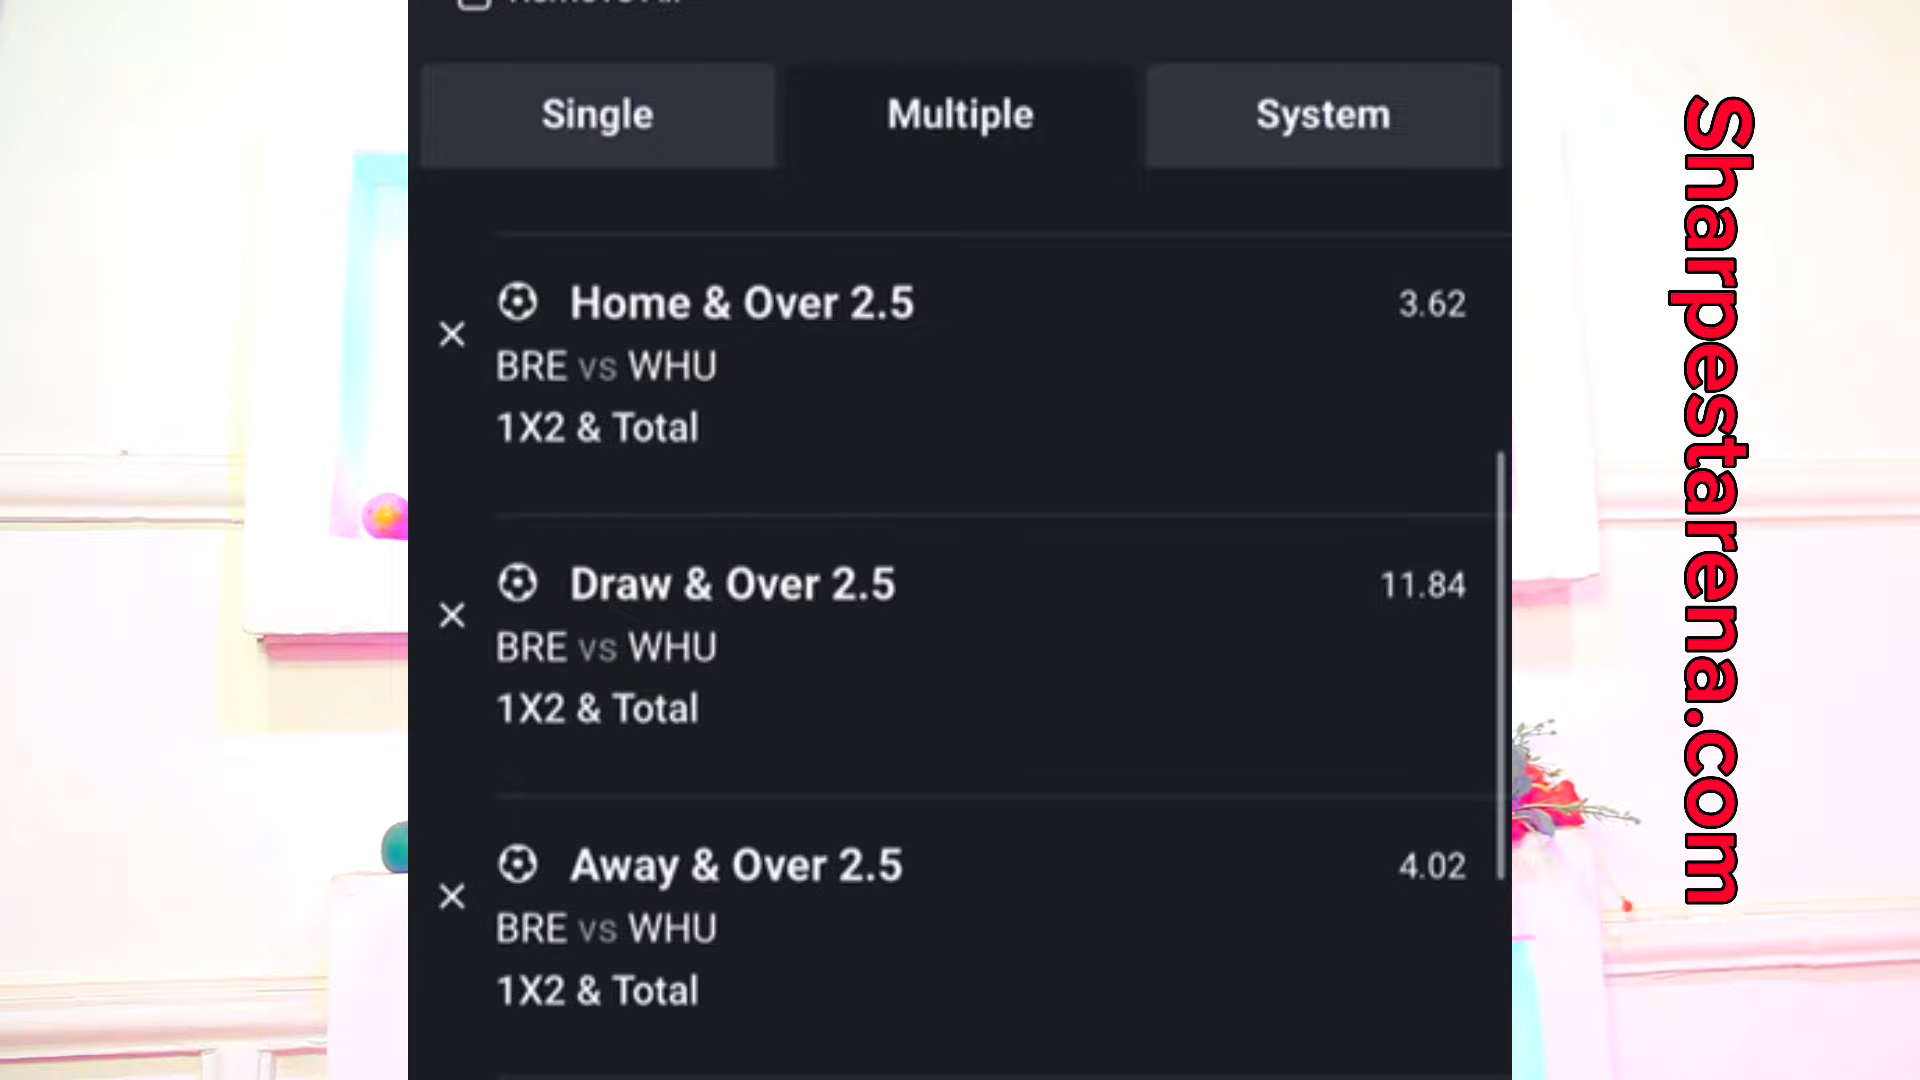 Single
Multiple
System
Home & Over 2.5
3.62
BRE vs WHU
1X2 & Total
Draw & Over 2.5
11.84
BRE vs WHU
1X2 & Total
Away & Over 2.5
4.02
BRE vs WHU
1X2 & Total
Sharpestarena.com